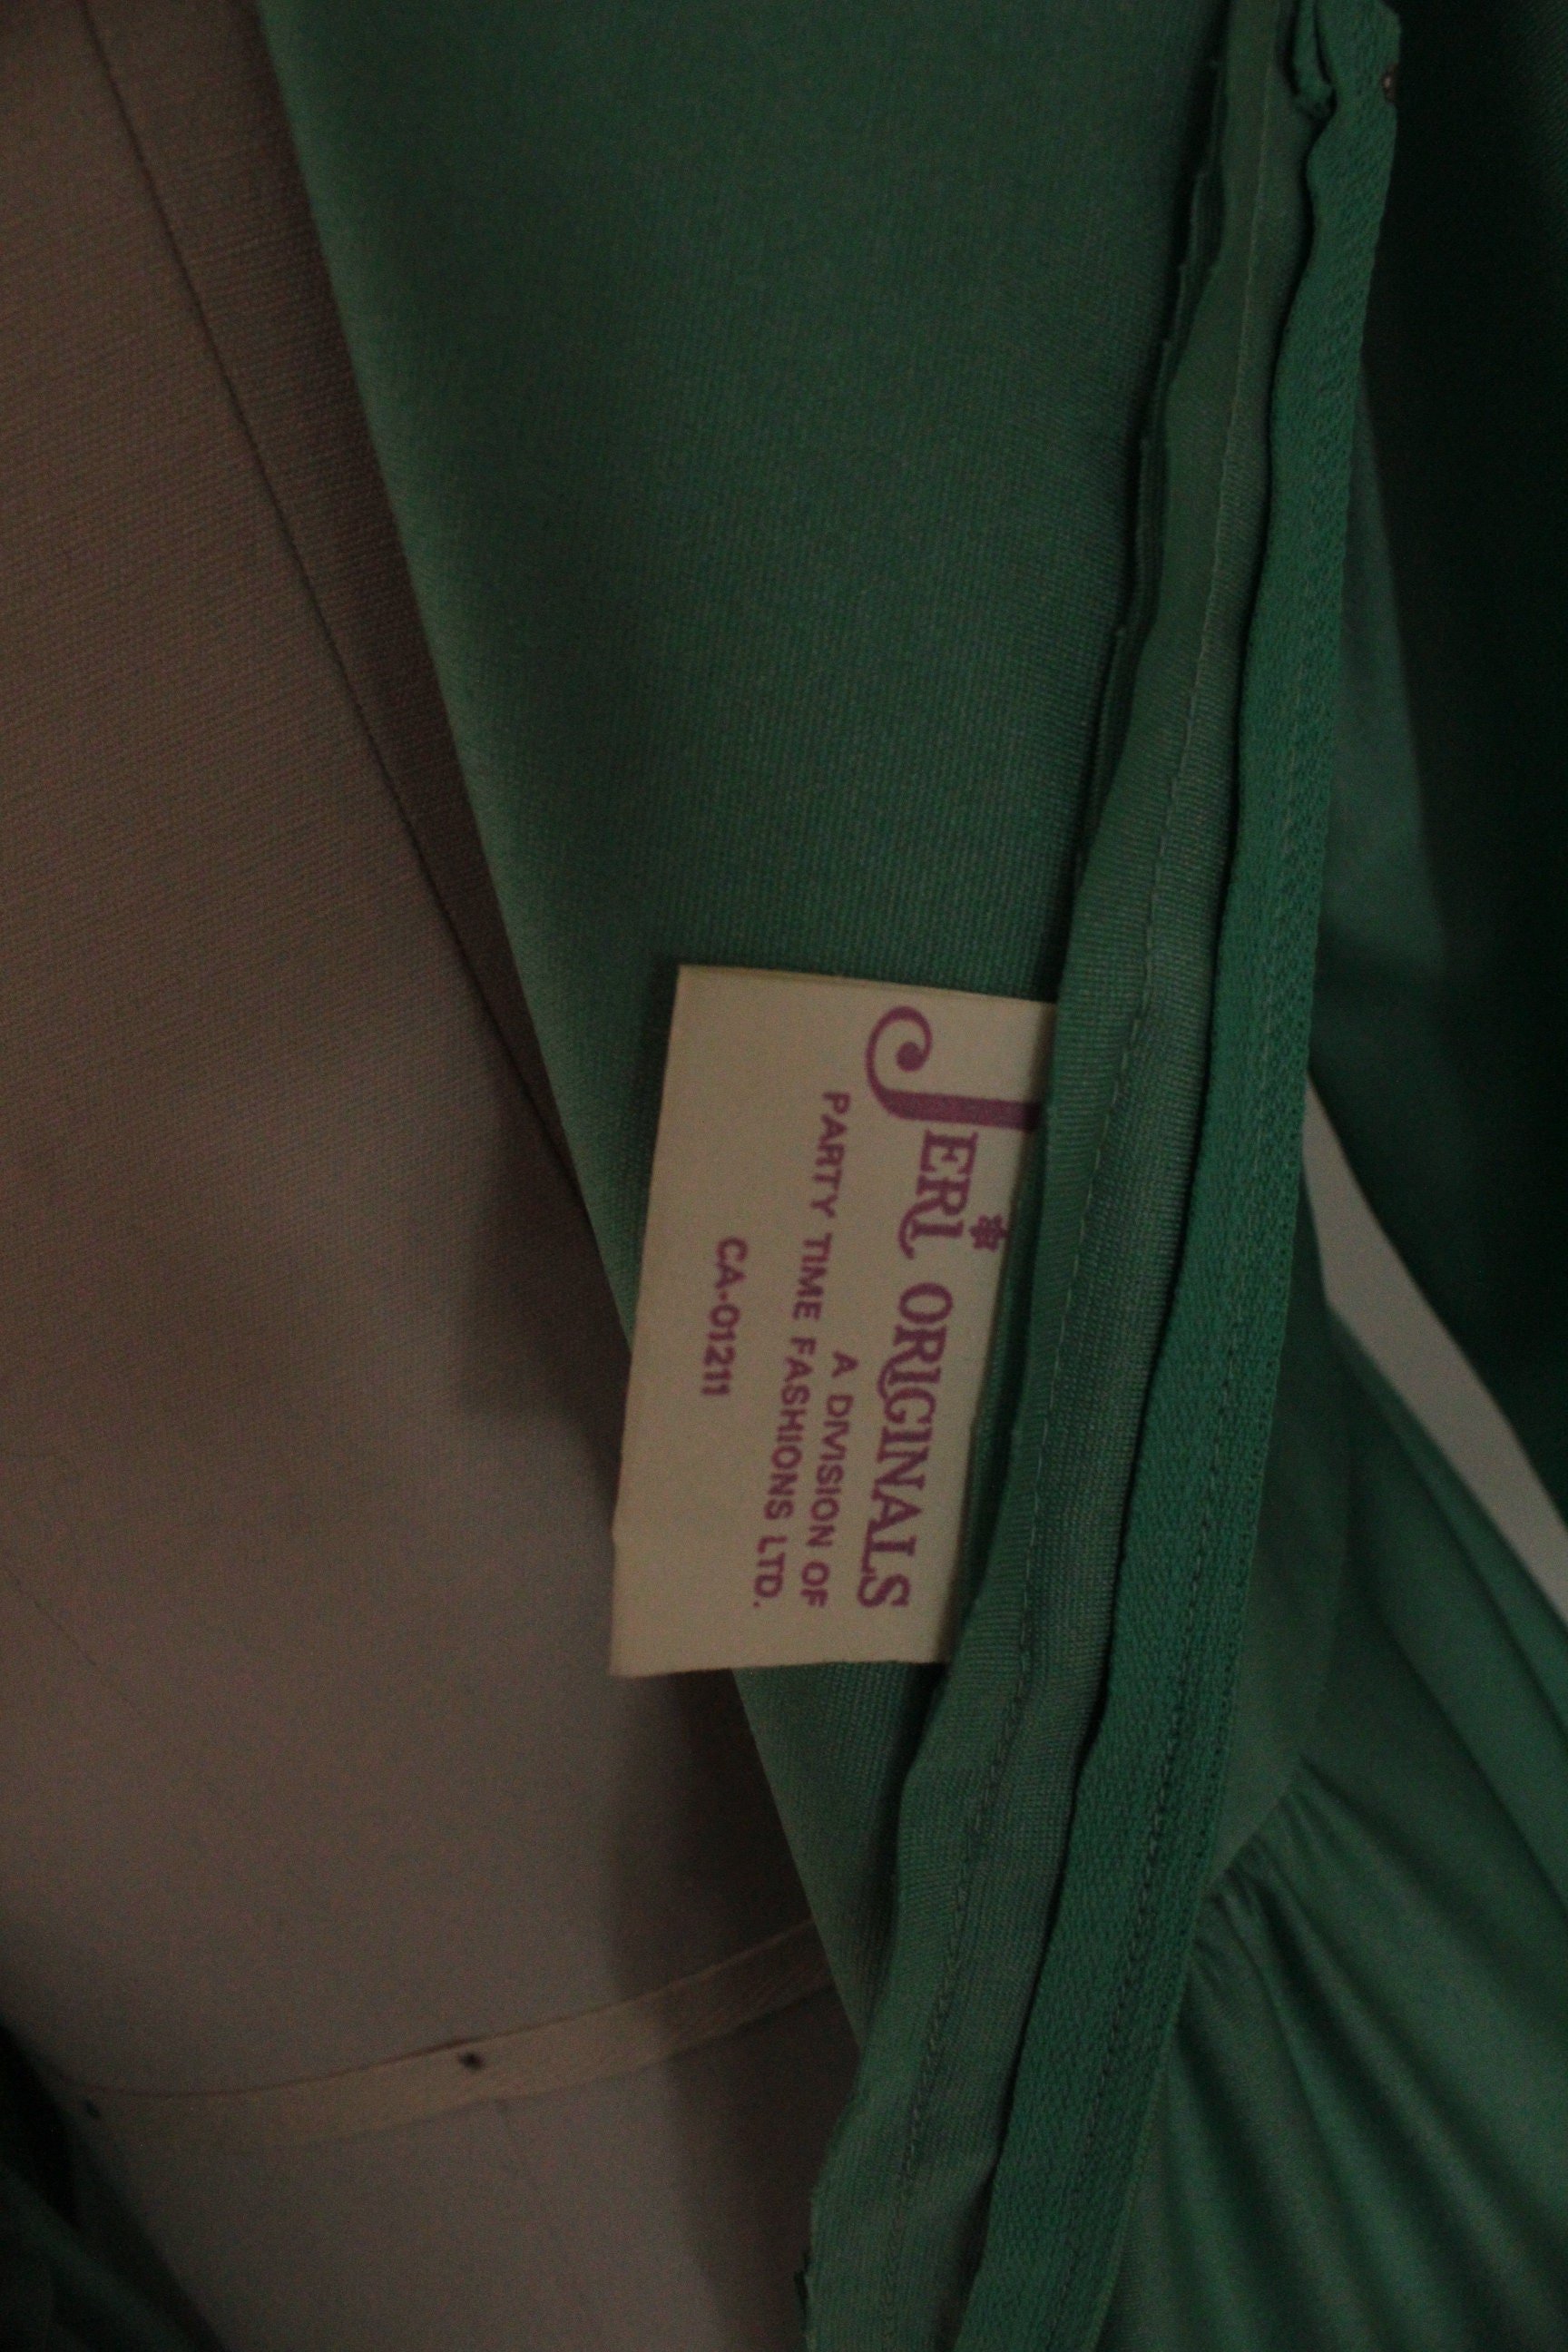 JERI ORIGINALS
A DIVISION OF
PARTY TIME FASHIONS LTD.
CA-01211